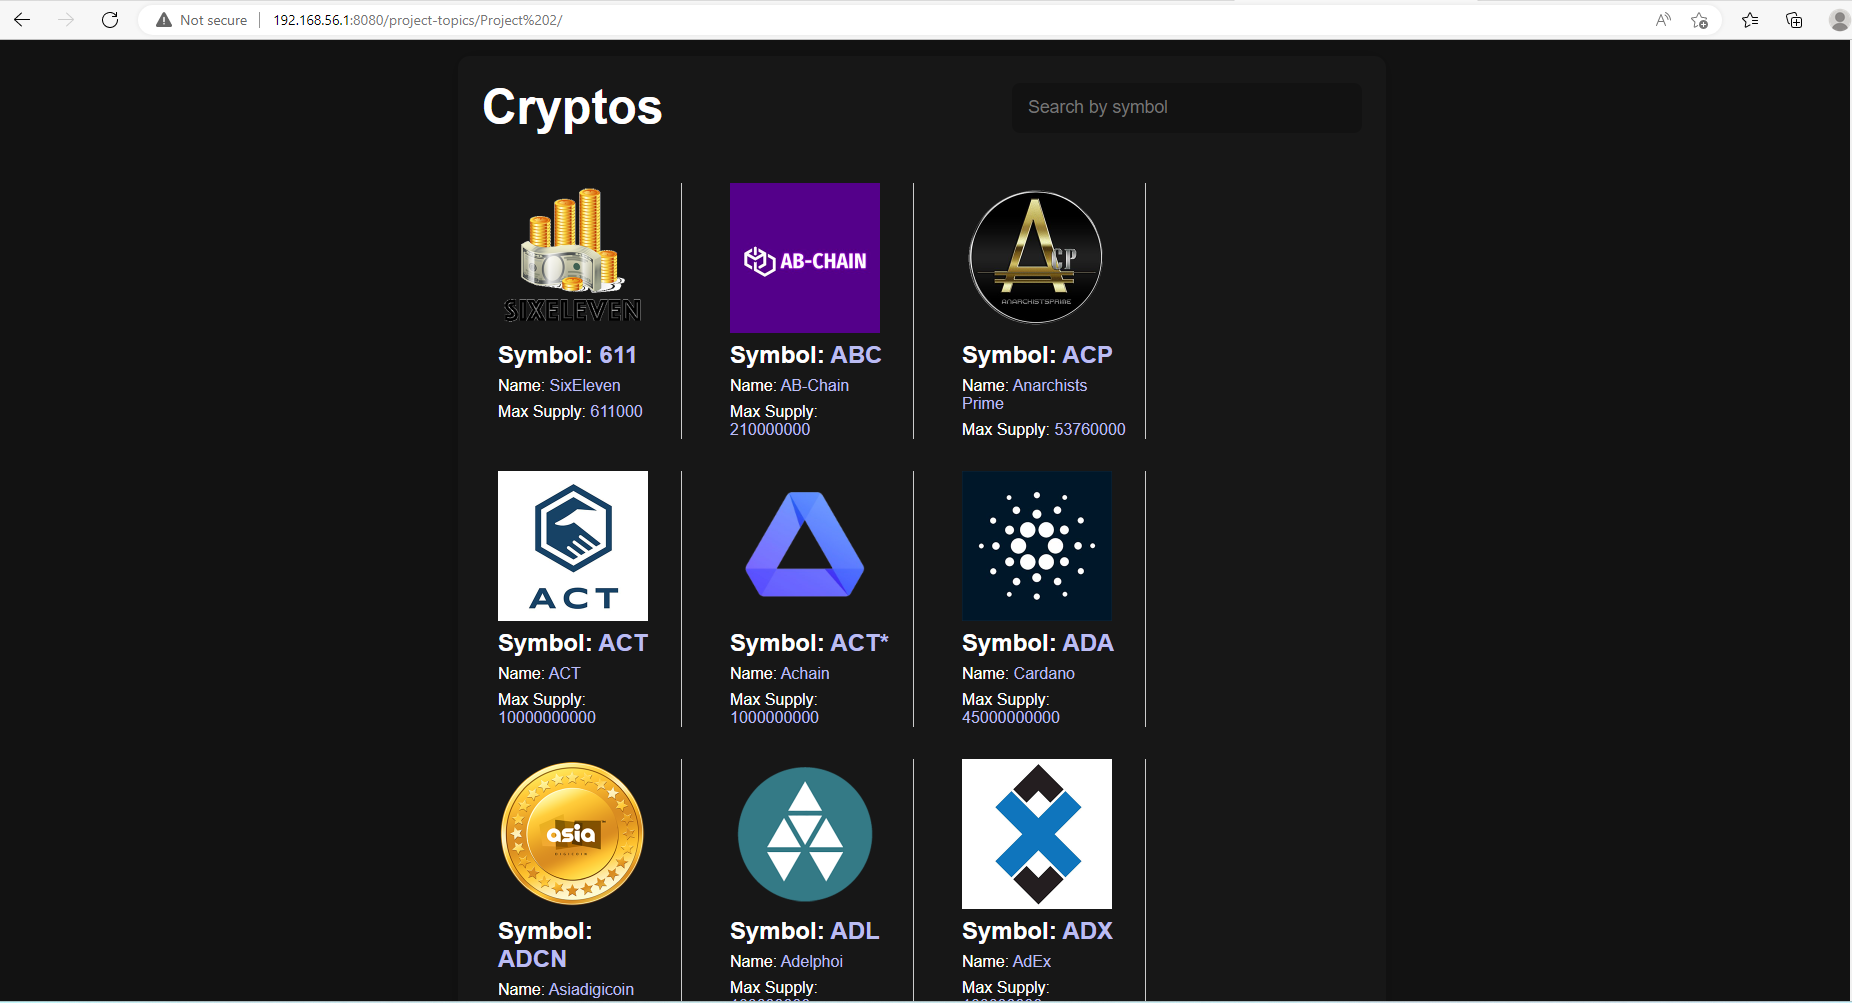 Not secure
192.168.56.1:8080/project-topics/Project%202/
Cryptos
Search by symbol
SIXELEVEN
AB-CHAIN
A
CP
ANARCHISTSPRIME
Symbol: 611
Symbol: ABC
Symbol: ACP
Name: SixEleven
Name: AB-Chain
Name: Anarchists
Prime
Max Supply: 611000
Max Supply:
210000000
Max Supply: 53760000
ACT
Symbol: ACT
Symbol: ACT*
Symbol: ADA
Name: ACT
Name: Achain
Name: Cardano
Max Supply:
10000000000
Max Supply:
1000000000
Max Supply:
45000000000
asia
DIGICOIN
Symbol:
ADCN
Symbol: ADL
Symbol: ADX
Name: Asiadigicoin
Name: Adelphoi
Name: AdEx
Max Supply:
Max Supply: